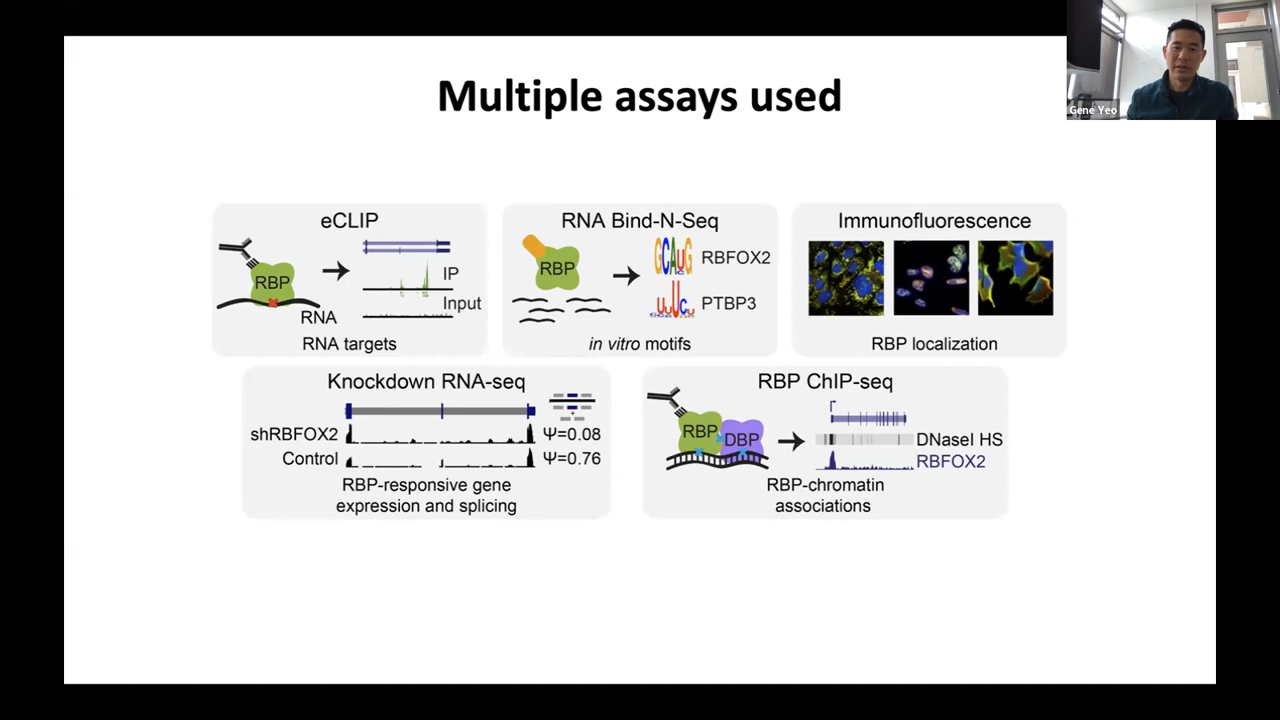 Multiple assays used
Gene Yeo
eCLIP
RBP
IP
Input
RNA
RNA targets
RNA Bind-N-Seq
RBP
GCAUG
RBFOX2
PTBP3
in vitro motifs
Immunofluorescence
RBP localization
Knockdown RNA-seq
shRBFOX2
Ψ=0.08
Control
Ψ=0.76
RBP-responsive gene
expression and splicing
RBP ChIP-seq
RBP
DBP
DNaseI HS
RBFOX2
RBP-chromatin
associations